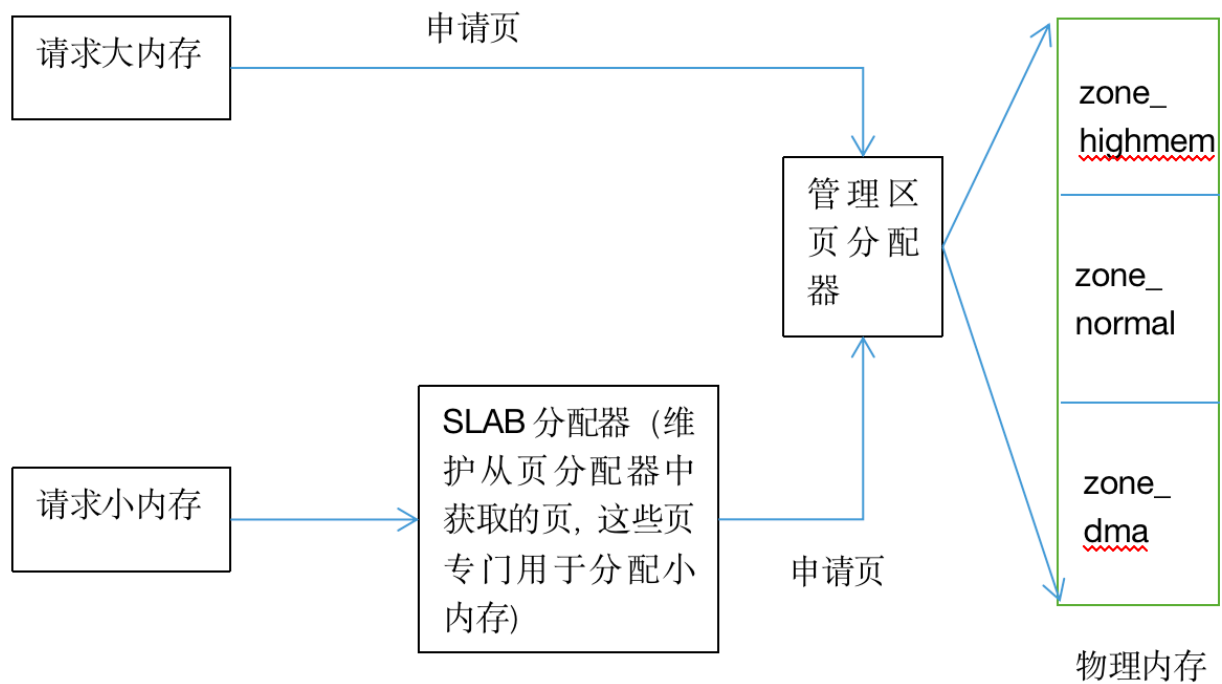 申请页
请求大内存
zone_
highmem
管理区
页分配
器
zone_
normal
SLAB 分配器（维
护从页分配器中
获取的页, 这些页
专门用于分配小
内存）
请求小内存
zone_
dma
申请页
物理内存